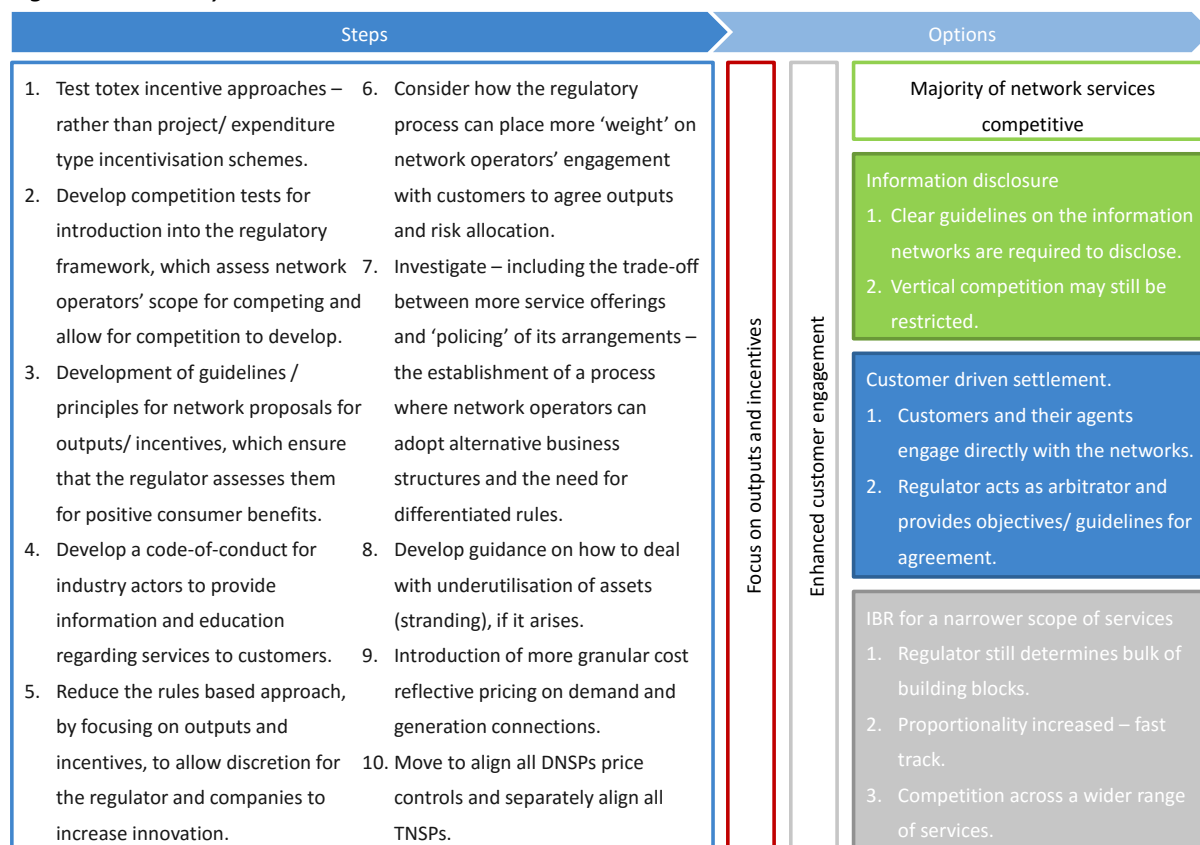 Steps
Options
1. Test totex incentive approaches –
rather than project/ expenditure
type incentivisation schemes.
2. Develop competition tests for
introduction into the regulatory
framework, which assess network
operators’ scope for competing and
allow for competition to develop.
3. Development of guidelines /
principles for network proposals for
outputs/ incentives, which ensure
that the regulator assesses them
for positive consumer benefits.
4. Develop a code-of-conduct for
industry actors to provide
information and education
regarding services to customers.
5. Reduce the rules based approach,
by focusing on outputs and
incentives, to allow discretion for
the regulator and companies to
increase innovation.
6. Consider how the regulatory
process can place more ‘weight’ on
network operators’ engagement
with customers to agree outputs
and risk allocation.
7. Investigate – including the trade-off
between more service offerings
and ‘policing’ of its arrangements –
the establishment of a process
where network operators can
adopt alternative business
structures and the need for
differentiated rules.
8. Develop guidance on how to deal
with underutilisation of assets
(stranding), if it arises.
9. Introduction of more granular cost
reflective pricing on demand and
generation connections.
10. Move to align all DNSPs price
controls and separately align all
TNSPs.
Focus on outputs and incentives
Enhanced customer engagement
Majority of network services
competitive
Information disclosure
1. Clear guidelines on the information
networks are required to disclose.
2. Vertical competition may still be
restricted.
Customer driven settlement.
1. Customers and their agents
engage directly with the networks.
2. Regulator acts as arbitrator and
provides objectives/ guidelines for
agreement.
IBR for a narrower scope of services
1. Regulator still determines bulk of
building blocks.
2. Proportionality increased – fast
track.
3. Competition across a wider range
of services.